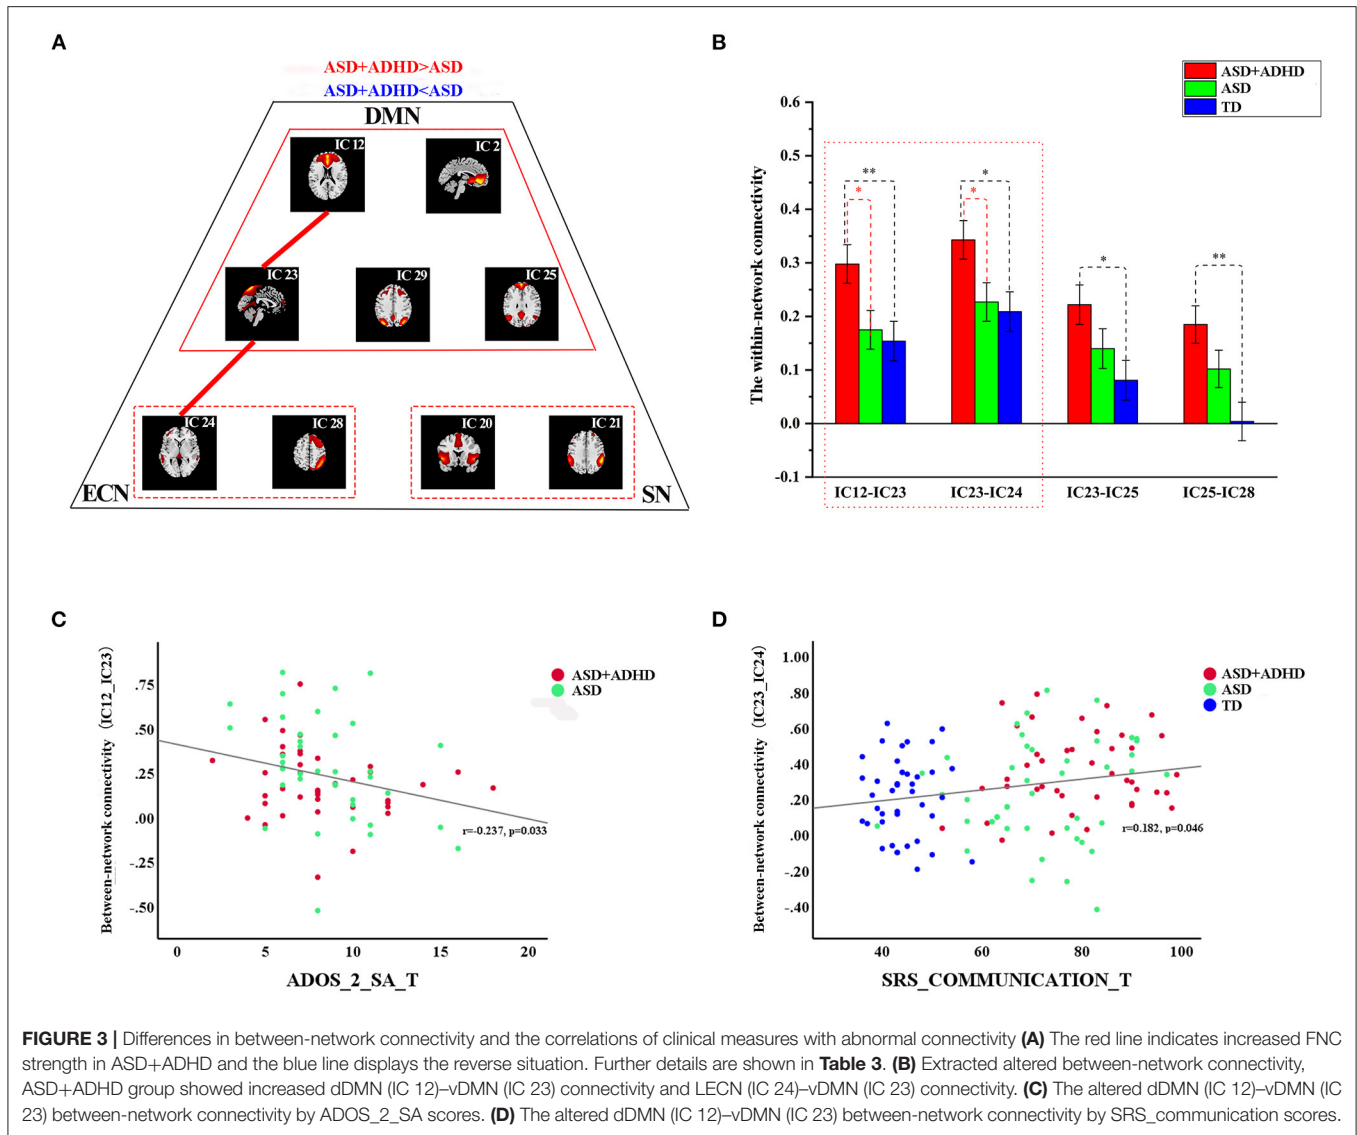 A
ASD+ADHD>ASD
ASD+ADHD<ASD
DMN
IC 12
IC 2
IC 23
IC 29
IC 25
IC 24
IC 28
IC 20
IC 21
ECN
SN
B
ASD+ADHD
ASD
TD
The within-network connectivity
0.6
0.5
0.4
0.3
0.2
0.1
0.0
-0.1
**
*
*
*
*
**
IC12-IC23
IC23-IC24
IC23-IC25
IC25-IC28
C
Between-network connectivity (IC12_IC23)
.75
.50
.25
.00
-.25
-.50
0
5
10
15
20
ADOS_2_SA_T
ASD+ADHD
ASD
r=-0.237, p=0.033
D
Between-network connectivity (IC23_IC24)
1.00
.80
.60
.40
.20
.00
-.20
-.40
40
60
80
100
SRS_COMMUNICATION_T
ASD+ADHD
ASD
TD
r=0.182, p=0.046
FIGURE 3 | Differences in between-network connectivity and the correlations of clinical measures with abnormal connectivity (A) The red line indicates increased FNC
strength in ASD+ADHD and the blue line displays the reverse situation. Further details are shown in Table 3. (B) Extracted altered between-network connectivity,
ASD+ADHD group showed increased dDMN (IC 12)–vDMN (IC 23) connectivity and LECN (IC 24)–vDMN (IC 23) connectivity. (C) The altered dDMN (IC 12)–vDMN (IC
23) between-network connectivity by ADOS_2_SA scores. (D) The altered dDMN (IC 12)–vDMN (IC 23) between-network connectivity by SRS_communication scores.